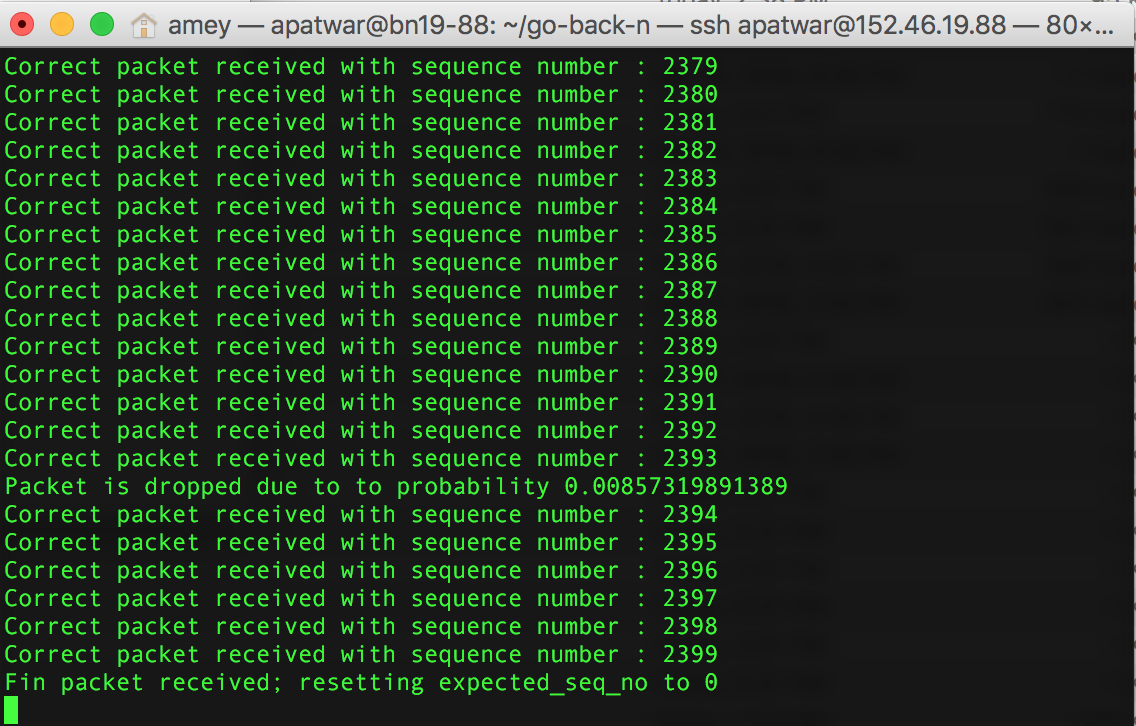 amey — apatwar@bn19-88: ~/go-back-n — ssh apatwar@152.46.19.88 — 80×...
Correct packet received with sequence number : 2379
Correct packet received with sequence number : 2380
Correct packet received with sequence number : 2381
Correct packet received with sequence number : 2382
Correct packet received with sequence number : 2383
Correct packet received with sequence number : 2384
Correct packet received with sequence number : 2385
Correct packet received with sequence number : 2386
Correct packet received with sequence number : 2387
Correct packet received with sequence number : 2388
Correct packet received with sequence number : 2389
Correct packet received with sequence number : 2390
Correct packet received with sequence number : 2391
Correct packet received with sequence number : 2392
Correct packet received with sequence number : 2393
Packet is dropped due to to probability 0.00857319891389
Correct packet received with sequence number : 2394
Correct packet received with sequence number : 2395
Correct packet received with sequence number : 2396
Correct packet received with sequence number : 2397
Correct packet received with sequence number : 2398
Correct packet received with sequence number : 2399
Fin packet received; resetting expected_seq_no to 0